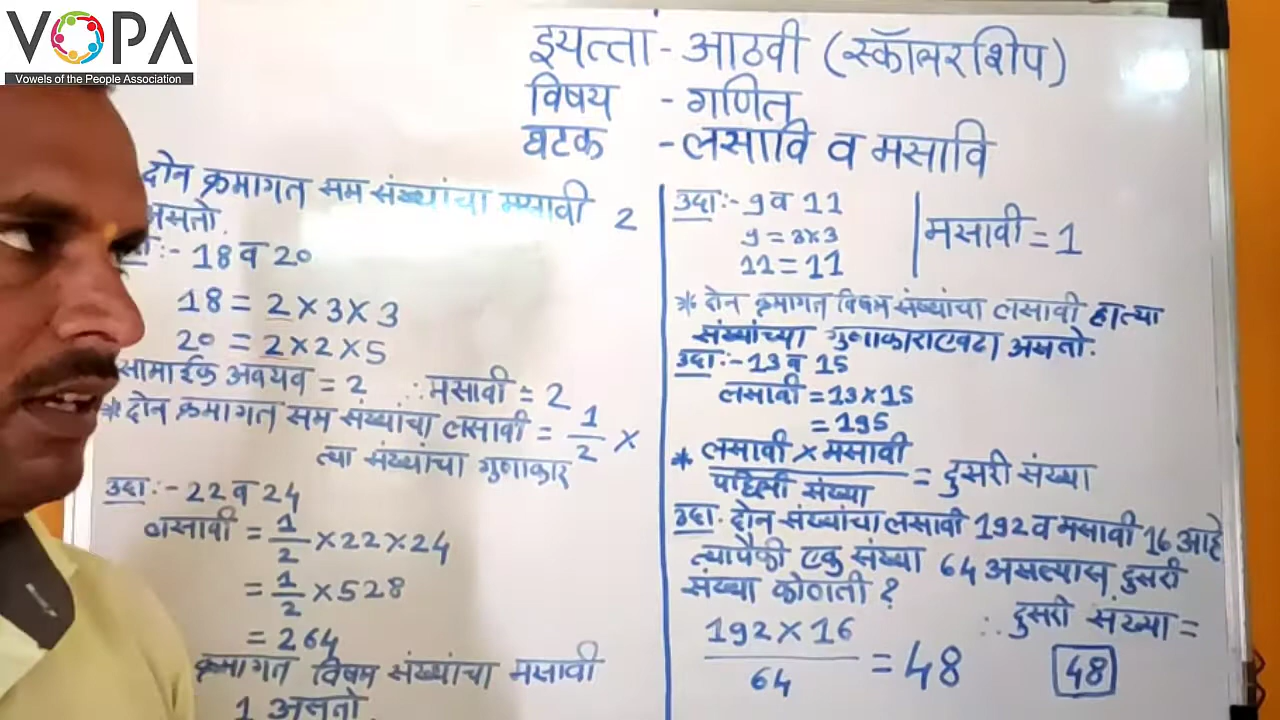 VOPA
Vowels of the People Association
इयत्ता - आठवी (स्कॉलरशिप)
विषय - गणित
घटक - लसावि व मसावि
दोन क्रमागत सम संख्यांचा मसावी 2
असतो.
:- 18 व 20
18 = 2×3×3
20 = 2×2×5
सामाईक अवयव = 2 ∴ मसावी = 2
* दोन क्रमागत सम संख्यांचा लसावी = 1/2 ×
त्या संख्यांचा गुणाकार
उदा:- 22 व 24
लसावी = 1/2 ×22×24
= 1/2 ×528
= 264
क्रमागत विषम संख्यांचा मसावी
1 असतो.
उदा:- 9 व 11
9 = 3×3
11 = 11
मसावी = 1
* दोन क्रमागत विषम संख्यांचा लसावी हा त्या
संख्यांच्या गुणाकाराएवढा असतो.
उदा:- 13 व 15
लसावी = 13×15
= 195
* लसावी × मसावी / पहिली संख्या = दुसरी संख्या
उदा. दोन संख्यांचा लसावी 192 व मसावी 16 आहे
त्यापैकी एक संख्या 64 असल्यास दुसरी
संख्या कोणती ?
192 × 16 / 64 = 48
∴ दुसरी संख्या =
48